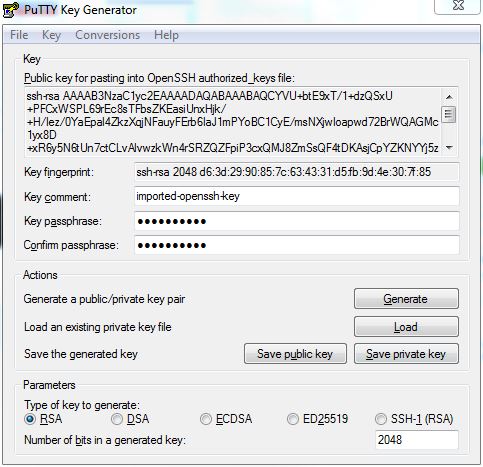 PuTTY Key Generator
File Key Conversions Help
Key
Public key for pasting into OpenSSH authorized_keys file:
ssh-rsa AAAAB3NzaC1yc2EAAAADAQABAAABAQCYVU+btE9xT/1+dzQSxU
+PFCxWSPL69rEc8sTFbsZKEasiUnxHjk/
+H/Iez/0YaEpal4ZkzXqjNFauyFErb6IaJ1mPYoBC1CyE/msNXjwIoapwd72BrWQAGMc
1yx8D
+xR6y5N6tUn7ctCLvAlvwzkWn4rSRZQZFpiP3cxQMJ8ZmSsQF4tDKAsjCpYZKNYYj5z
Key fingerprint: ssh-rsa 2048 d6:3d:29:90:85:7c:63:43:31:d5:fb:9d:4e:30:7f:85
Key comment: imported-openssh-key
Key passphrase: ●●●●●●●●●●
Confirm passphrase: ●●●●●●●●●●
Actions
Generate a public/private key pair Generate
Load an existing private key file Load
Save the generated key Save public key Save private key
Parameters
Type of key to generate:
RSA DSA ECDSA ED25519 SSH-1 (RSA)
Number of bits in a generated key: 2048